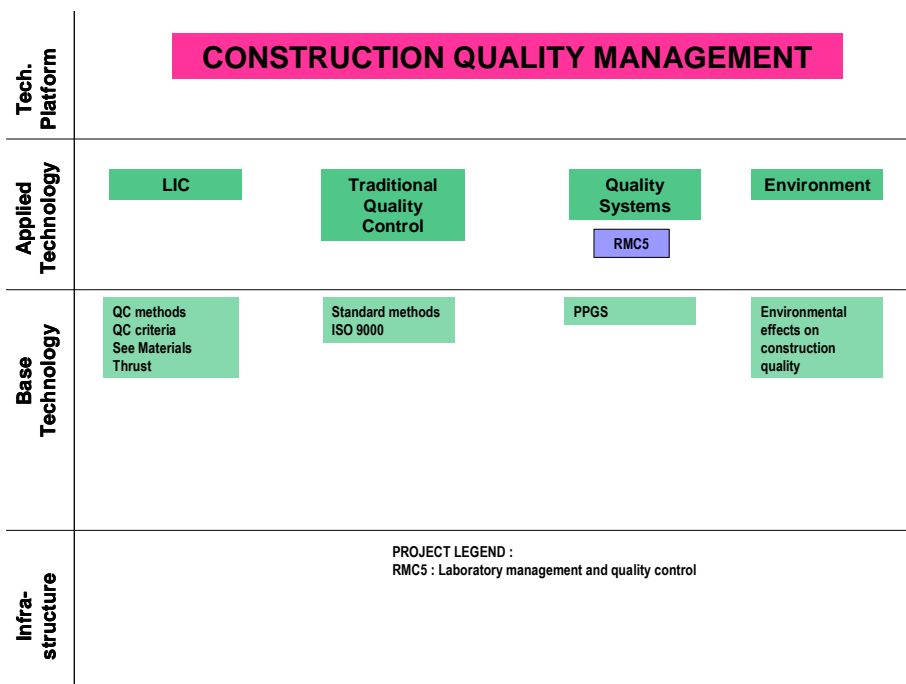 Tech.
Platform
CONSTRUCTION QUALITY MANAGEMENT
Applied
Technology
LIC
Traditional
Quality
Control
Quality
Systems
RMC5
Environment
Base
Technology
QC methods
QC criteria
See Materials
Thrust
Standard methods
ISO 9000
PPGS
Environmental
effects on
construction
quality
Infra-
structure
PROJECT LEGEND :
RMC5 : Laboratory management and quality control